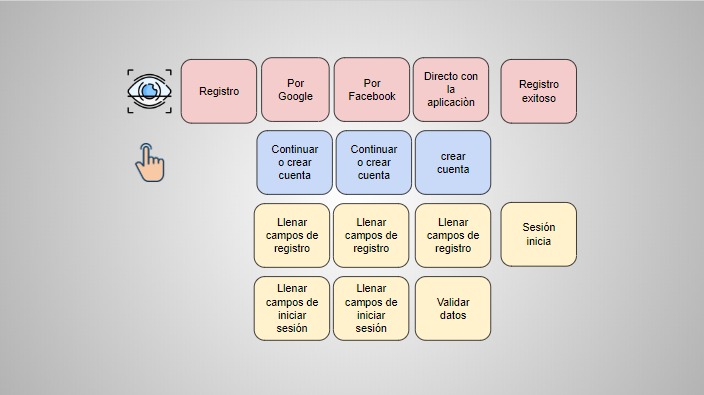 Registro
Por
Google
Por
Facebook
Directo con
la
aplicaciòn
Registro
exitoso
Continuar
o crear
cuenta
Continuar
o crear
cuenta
crear
cuenta
Llenar
campos de
registro
Llenar
campos de
registro
Llenar
campos de
registro
Sesión
inicia
Llenar
campos de
iniciar
sesión
Llenar
campos de
iniciar
sesión
Validar
datos